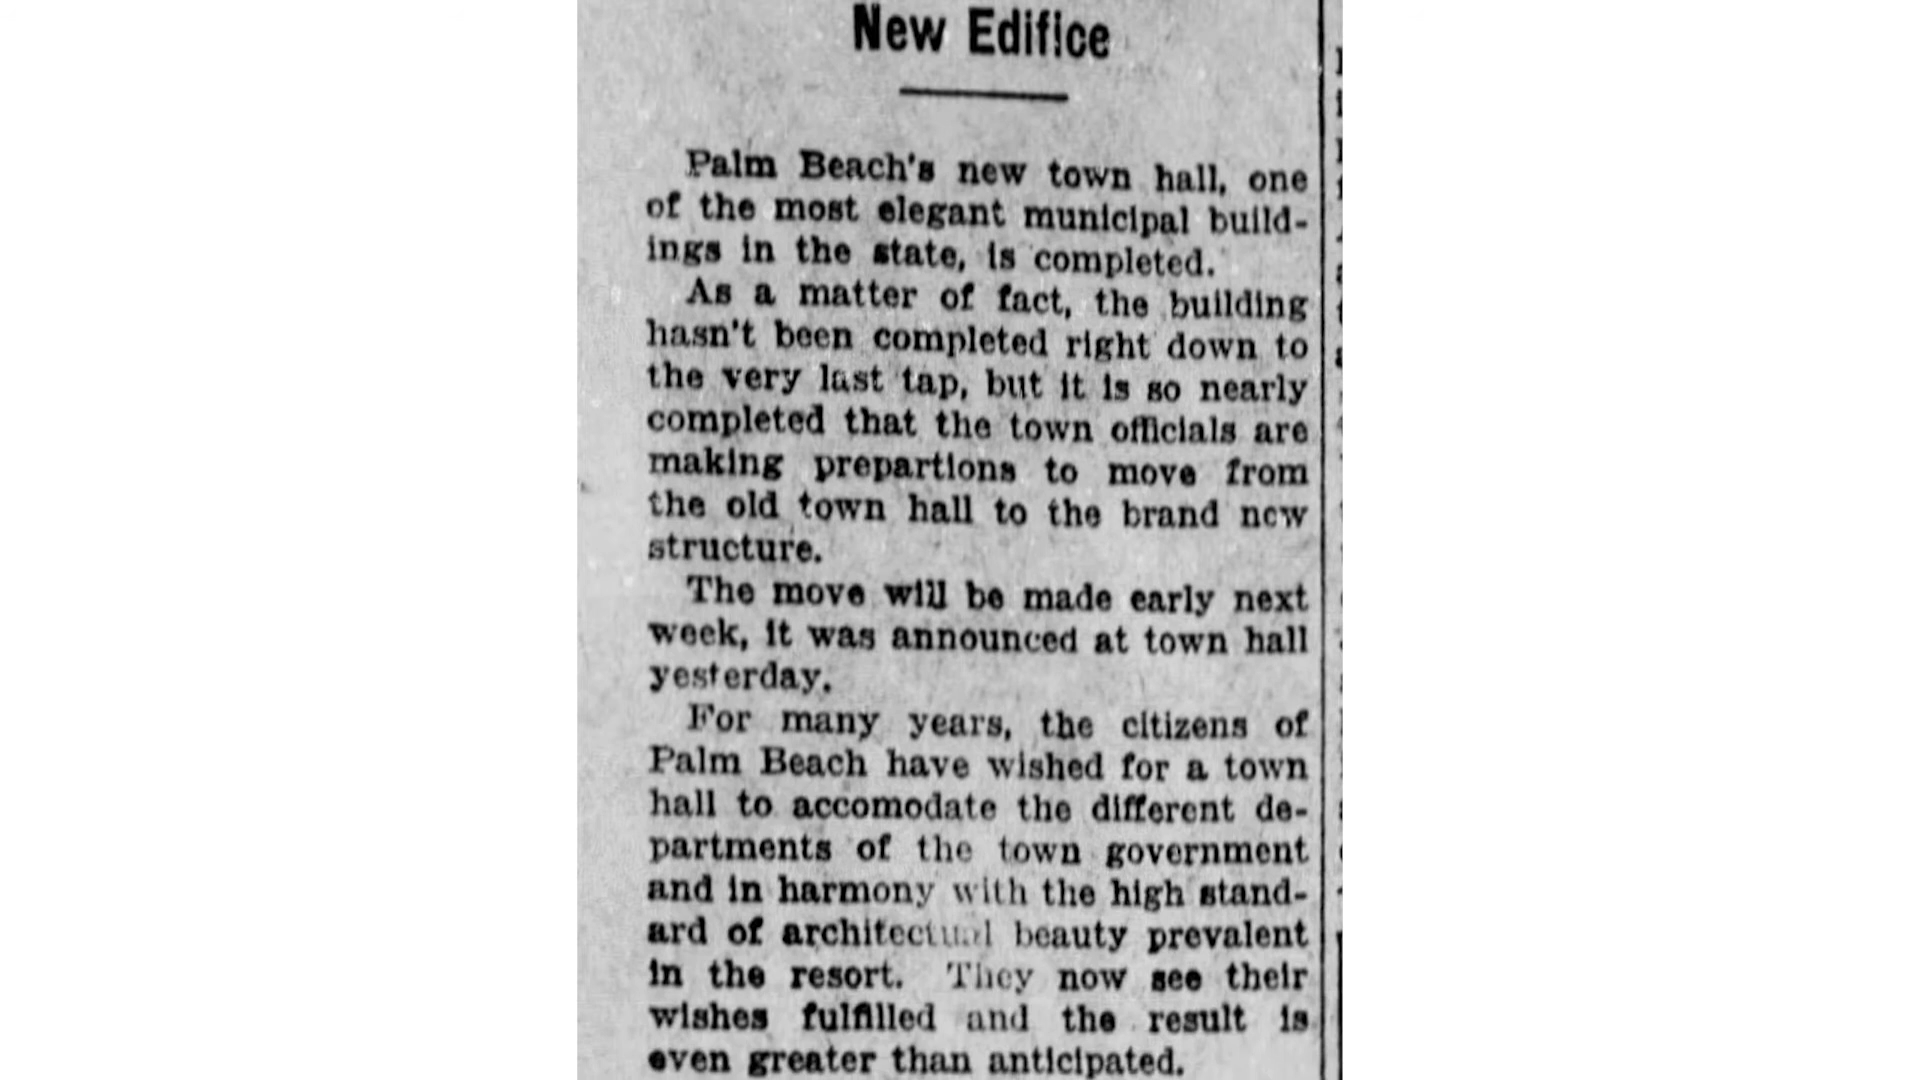 New Edifice
Palm Beach's new town hall, one
of the most elegant municipal build-
ings in the state, is completed.
As a matter of fact, the building
hasn't been completed right down to
the very last tap, but it is so nearly
completed that the town officials are
making prepartions to move from
the old town hall to the brand new
structure.
The move will be made early next
week, it was announced at town hall
yesterday.
For many years, the citizens of
Palm Beach have wished for a town
hall to accomodate the different de-
partments of the town government
and in harmony with the high stand-
ard of architectual beauty prevalent
in the resort. They now see their
wishes fulfilled and the result is
even greater than anticipated.